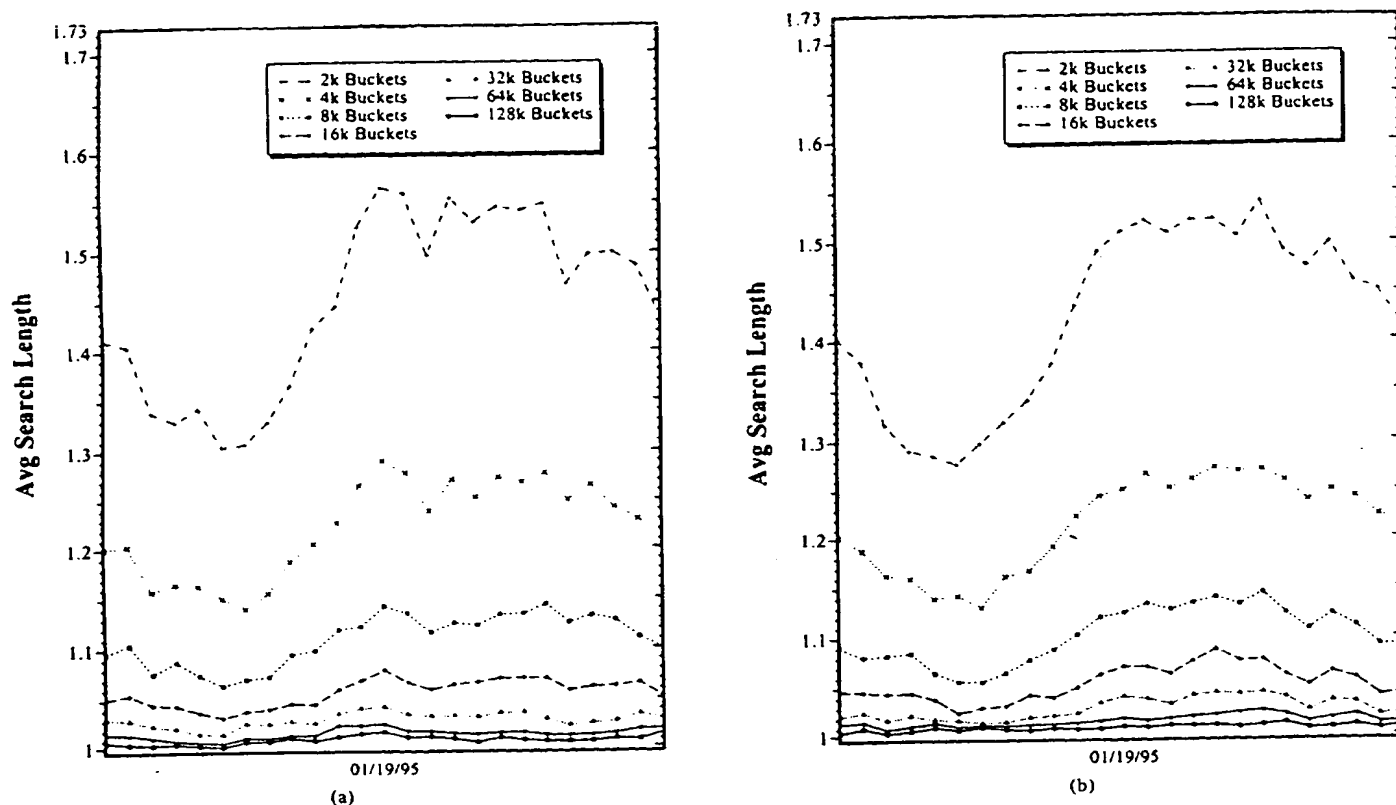 1.73
1.7
1.6
1.5
1.4
1.3
1.2
1.1
1
Avg Search Length
2k Buckets
4k Buckets
8k Buckets
16k Buckets
32k Buckets
64k Buckets
128k Buckets
01/19/95
(a)
1.73
1.7
1.6
1.5
1.4
1.3
1.2
1.1
1
Avg Search Length
2k Buckets
4k Buckets
8k Buckets
16k Buckets
32k Buckets
64k Buckets
128k Buckets
01/19/95
(b)